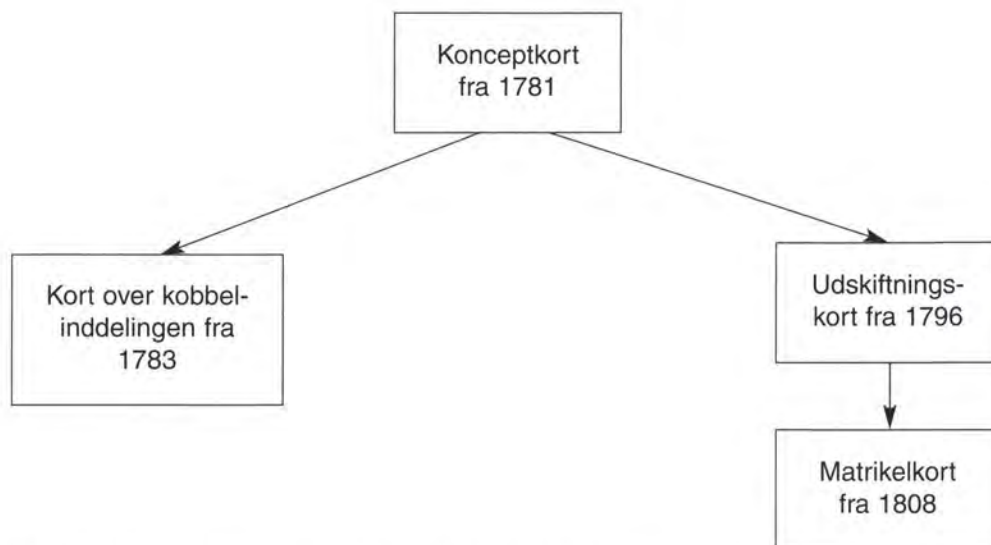 Konceptkort
fra 1781
Kort over kobbel-
inddelingen fra
1783
Udskiftnings-
kort fra 1796
Matrikelkort
fra 1808